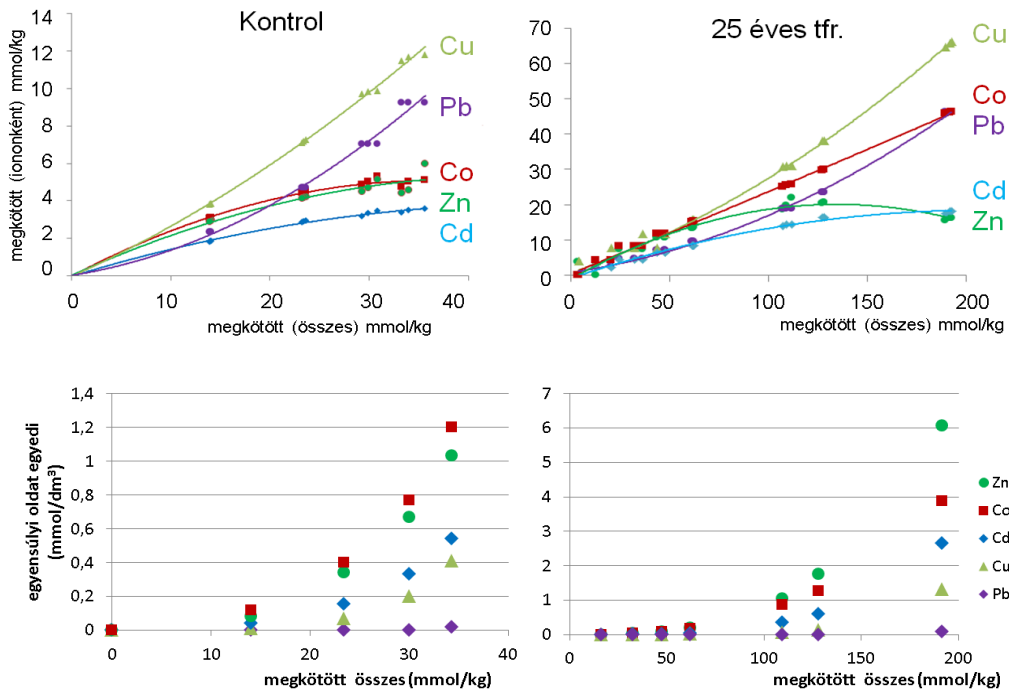 Kontrol
megkötött (iononként) mmol/kg
14
12
10
8
6
4
2
0
0 10 20 30 40
megkötött (összes) mmol/kg
Cu
Pb
Co
Zn
Cd
25 éves tfr.
70
60
50
40
30
20
10
0
0 50 100 150 200
megkötött (összes) mmol/kg
Cu
Co
Pb
Cd
Zn
egyensúlyi oldat egyedi
(mmol/dm³)
1,4
1,2
1
0,8
0,6
0,4
0,2
0
0 10 20 30 40
megkötött összes (mmol/kg)
7
6
5
4
3
2
1
0
0 50 100 150 200
megkötött összes (mmol/kg)
Zn
Co
Cd
Cu
Pb